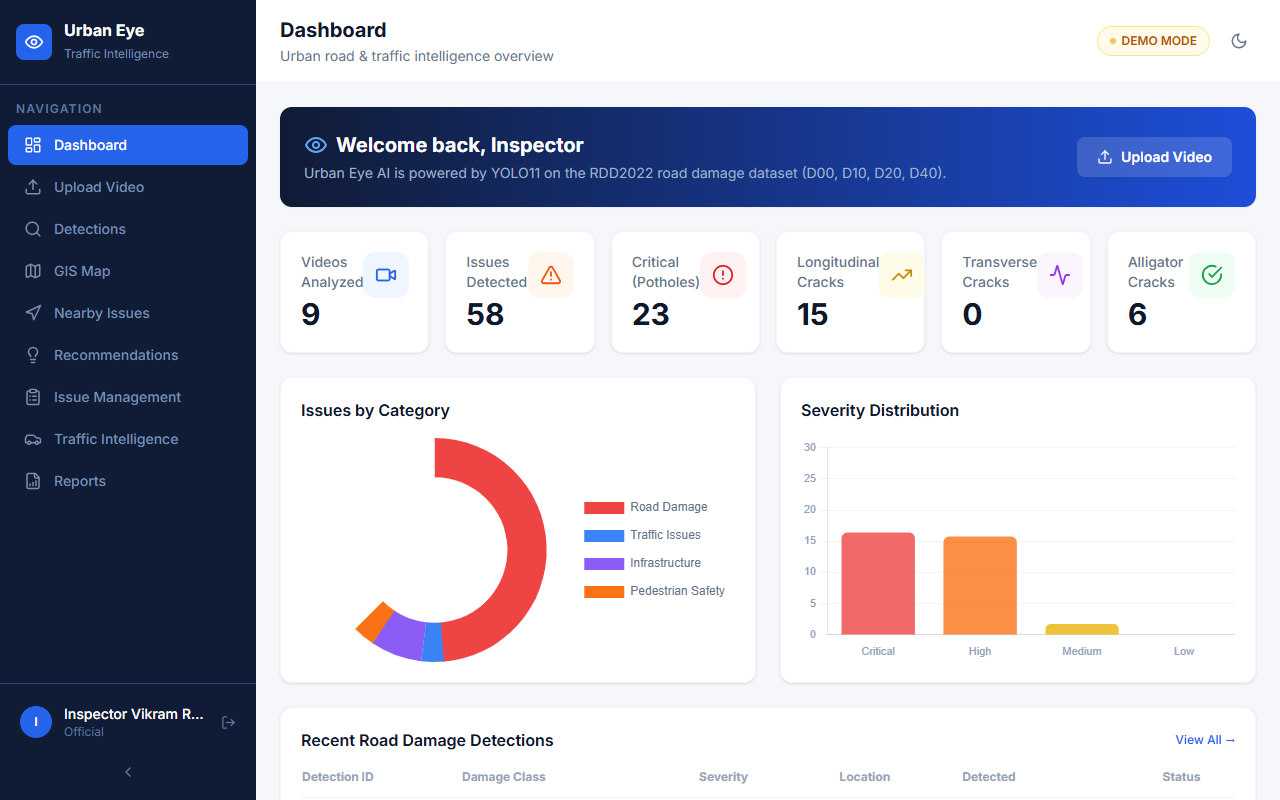 Urban Eye
Traffic Intelligence
NAVIGATION
Dashboard
Upload Video
Detections
GIS Map
Nearby Issues
Recommendations
Issue Management
Traffic Intelligence
Reports
I
Inspector Vikram R...
Official
Dashboard
Urban road & traffic intelligence overview
DEMO MODE
Welcome back, Inspector
Urban Eye AI is powered by YOLO11 on the RDD2022 road damage dataset (D00, D10, D20, D40).
Upload Video
Videos
Analyzed
9
Issues
Detected
58
Critical
(Potholes)
23
Longitudinal
Cracks
15
Transverse
Cracks
0
Alligator
Cracks
6
Issues by Category
Road Damage
Traffic Issues
Infrastructure
Pedestrian Safety
Severity Distribution
30
25
20
15
10
5
0
Critical High Medium Low
Recent Road Damage Detections
View All →
Detection ID Damage Class Severity Location Detected Status